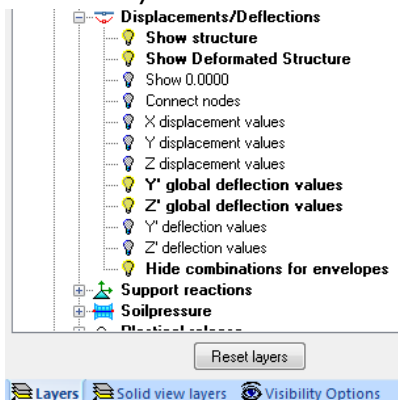 Displacements/Deflections
Show structure
Show Deformated Structure
Show 0.0000
Connect nodes
X displacement values
Y displacement values
Z displacement values
Y' global deflection values
Z' global deflection values
Y' deflection values
Z' deflection values
Hide combinations for envelopes
Support reactions
Soilpressure
Reset layers
Layers Solid view layers Visibility Options